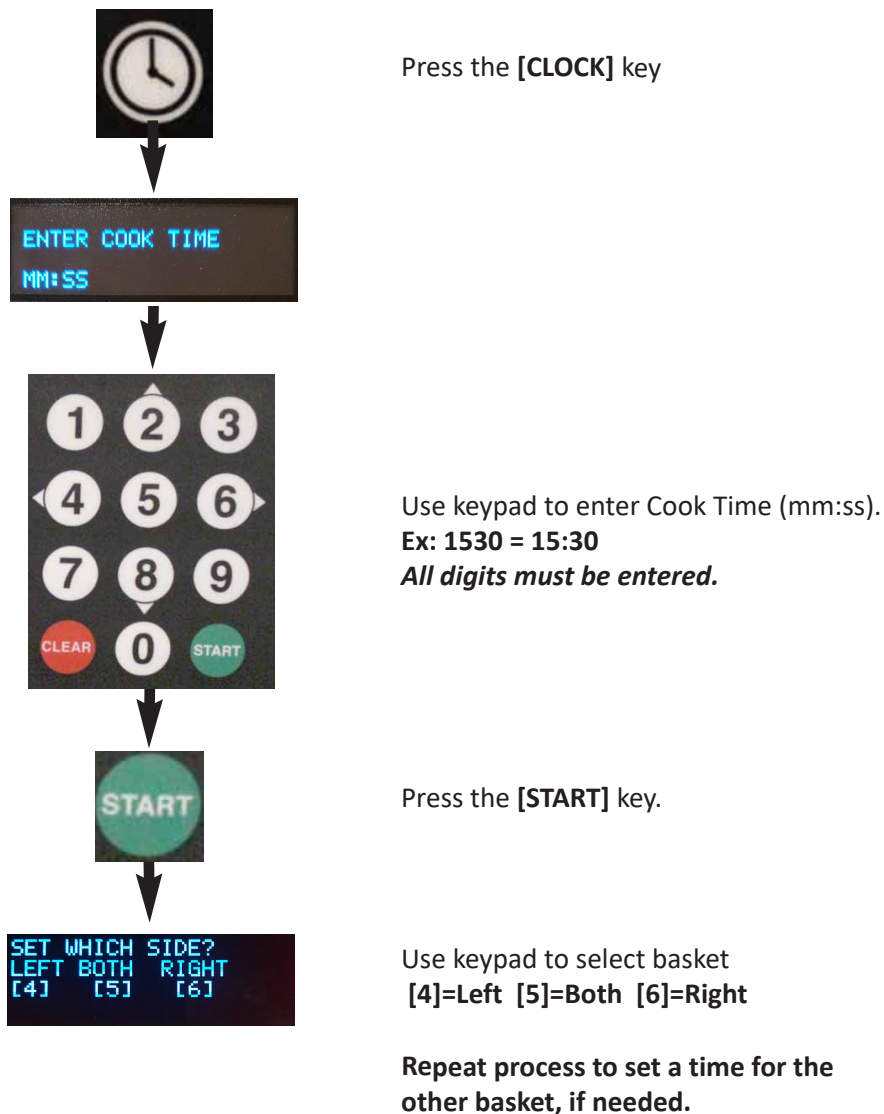 Press the [CLOCK] key
ENTER COOK TIME
MM:SS
1 2 3
4 5 6
7 8 9
CLEAR 0 START
Use keypad to enter Cook Time (mm:ss).
Ex: 1530 = 15:30
All digits must be entered.
START
Press the [START] key.
SET WHICH SIDE?
LEFT BOTH RIGHT
[4] [5] [6]
Use keypad to select basket
[4]=Left [5]=Both [6]=Right
Repeat process to set a time for the
other basket, if needed.